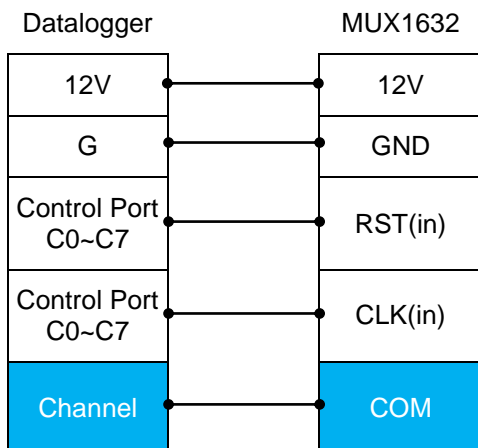 Datalogger MUX1632
12V 12V
G GND
Control Port
C0~C7 RST(in)
Control Port
C0~C7 CLK(in)
Channel COM